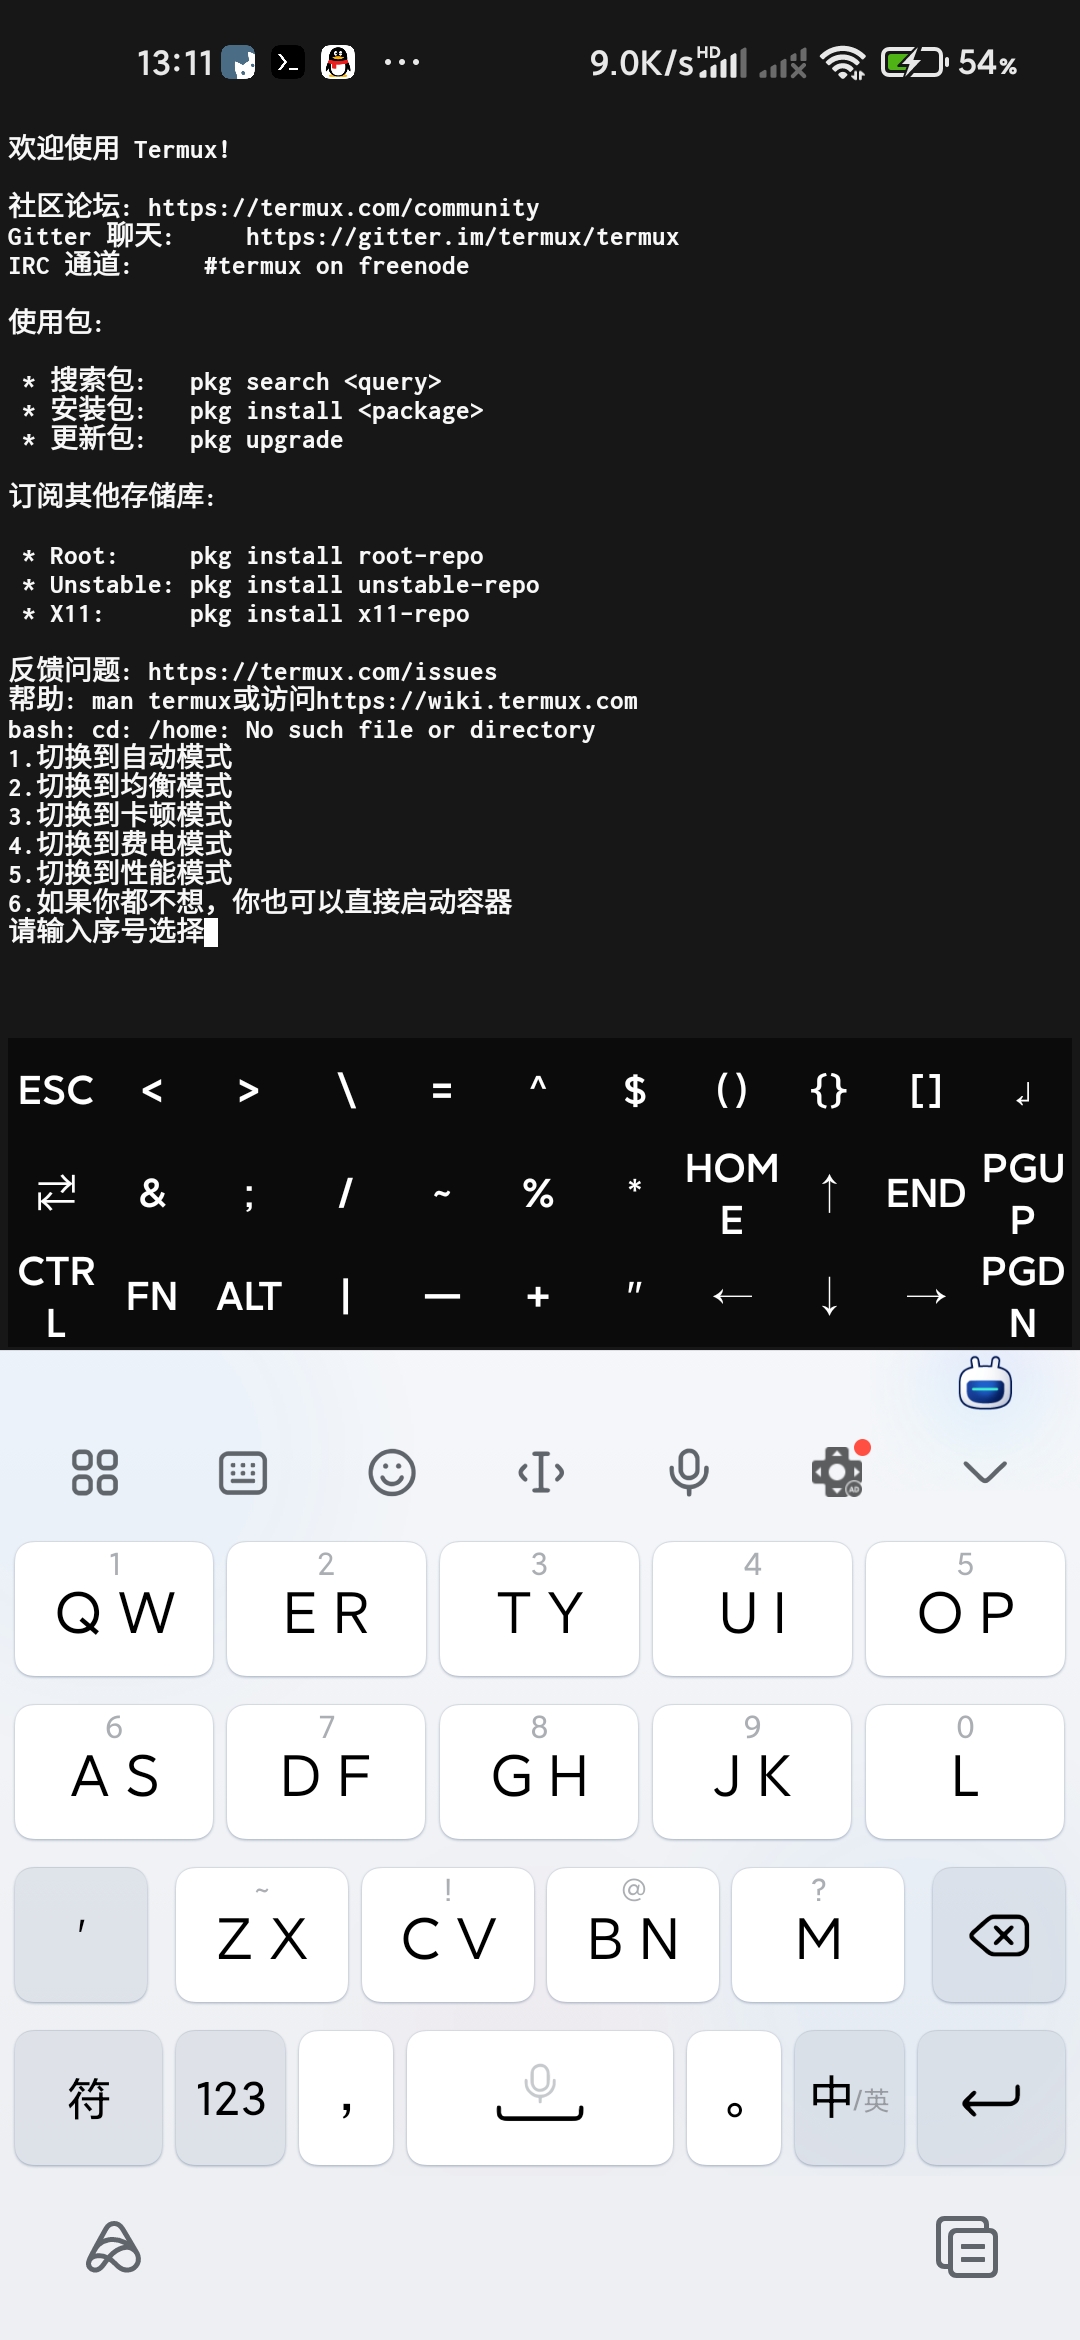 13:11 9.0K/s HD 54%
欢迎使用 Termux!
社区论坛: https://termux.com/community
Gitter 聊天:     https://gitter.im/termux/termux
IRC 通道:     #termux on freenode
使用包:
* 搜索包:   pkg search <query>
* 安装包:   pkg install <package>
* 更新包:   pkg upgrade
订阅其他存储库:
* Root:     pkg install root-repo
* Unstable: pkg install unstable-repo
* X11:      pkg install x11-repo
反馈问题: https://termux.com/issues
帮助: man termux或访问https://wiki.termux.com
bash: cd: /home: No such file or directory
1.切换到自动模式
2.切换到均衡模式
3.切换到卡顿模式
4.切换到费电模式
5.切换到性能模式
6.如果你都不想，你也可以直接启动容器
请输入序号选择
ESC < > \ = ^ $ () {} [] ↲
⇄ & ; / ~ % * HOME ↑ END PGUP
CTRL FN ALT | — + " ← ↓ → PGDN
AD
1 2 3 4 5
QW ER TY UI OP
6 7 8 9 0
AS DF GH JK L
~ ! @ ?
' ZX CV BN M
符 123 ， 。 中/英